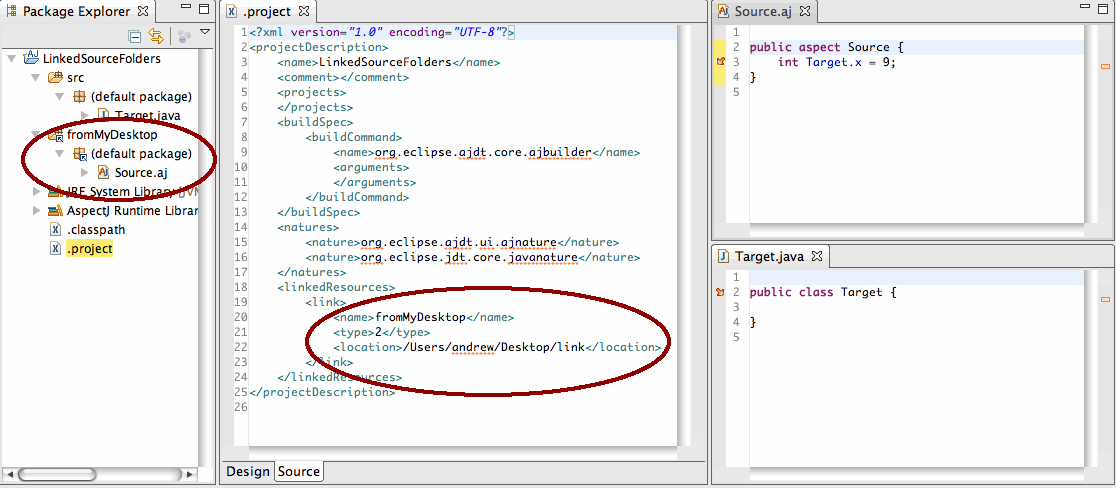 Package Explorer
LinkedSourceFolders
src
(default package)
Target.java
fromMyDesktop
(default package)
Source.aj
JRE System Library [JVM
AspectJ Runtime Librar
.classpath
.project
.project
1 <?xml version="1.0" encoding="UTF-8"?>
2 <projectDescription>
3 <name>LinkedSourceFolders</name>
4 <comment></comment>
5 <projects>
6 </projects>
7 <buildSpec>
8 <buildCommand>
9 <name>org.eclipse.ajdt.core.ajbuilder</name>
10 <arguments>
11 </arguments>
12 </buildCommand>
13 </buildSpec>
14 <natures>
15 <nature>org.eclipse.ajdt.ui.ajnature</nature>
16 <nature>org.eclipse.jdt.core.javanature</nature>
17 </natures>
18 <linkedResources>
19 <link>
20 <name>fromMyDesktop</name>
21 <type>2</type>
22 <location>/Users/andrew/Desktop/link</location>
23 </link>
24 </linkedResources>
25 </projectDescription>
26
Design Source
Source.aj
1
2 public aspect Source {
3 int Target.x = 9;
4 }
5
Target.java
1
2 public class Target {
3
4 }
5